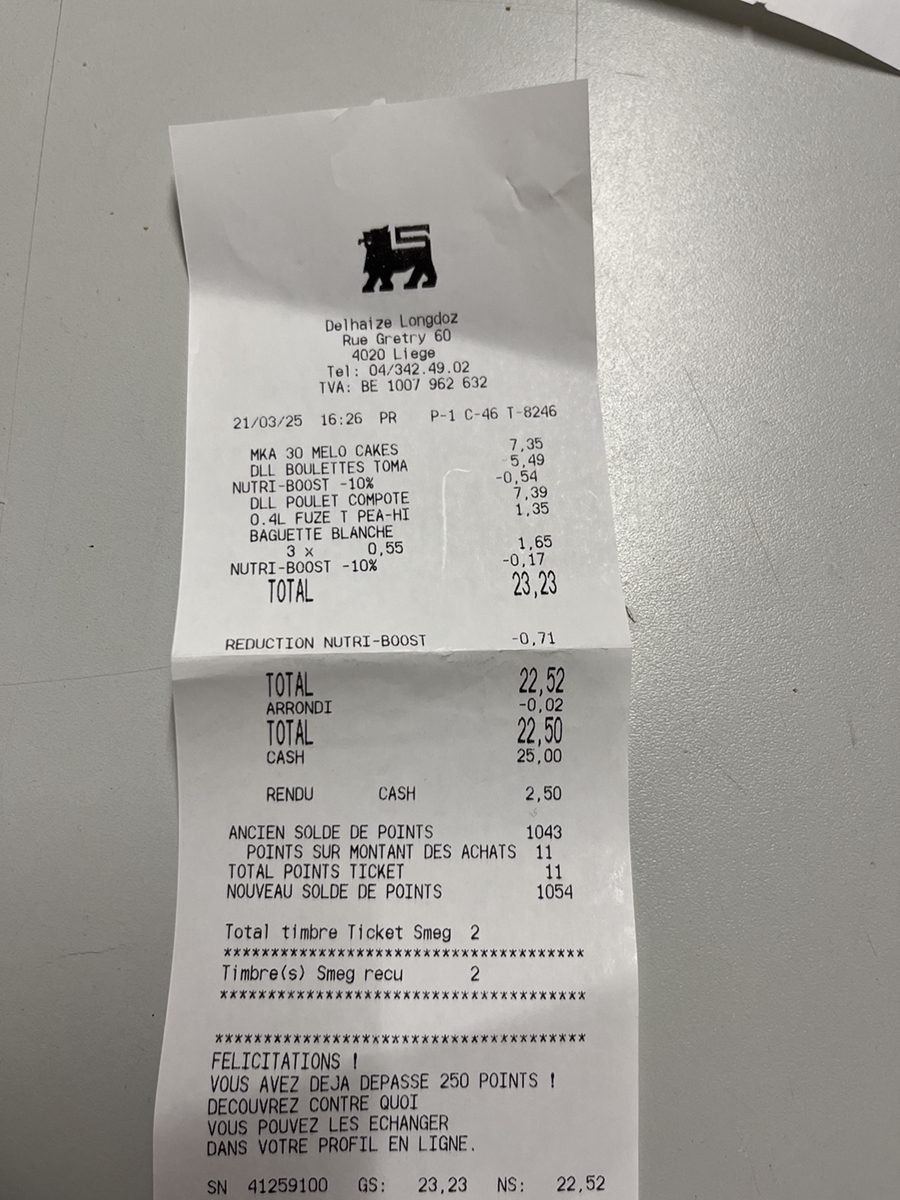 Delhaize Longdoz
Rue Gretry 60
4020 Liege
Tel: 04/342.49.02
TVA: BE 1007 962 632
21/03/25 16:26 PR P-1 C-46 T-8246
MKA 30 MELO CAKES 7,35
DLL BOULETTES TOMA 5,49
NUTRI-BOOST -10% -0,54
DLL POULET COMPOTE 7,39
0.4L FUZE T PEA-HI 1,35
BAGUETTE BLANCHE
3 x 0,55 1,65
NUTRI-BOOST -10% -0,17
TOTAL 23,23
REDUCTION NUTRI-BOOST -0,71
TOTAL 22,52
ARRONDI -0,02
TOTAL 22,50
CASH 25,00
RENDU CASH 2,50
ANCIEN SOLDE DE POINTS 1043
POINTS SUR MONTANT DES ACHATS 11
TOTAL POINTS TICKET 11
NOUVEAU SOLDE DE POINTS 1054
Total timbre Ticket Smeg 2
**************************************
Timbre(s) Smeg recu 2
**************************************
**************************************
FELICITATIONS !
VOUS AVEZ DEJA DEPASSE 250 POINTS !
DECOUVREZ CONTRE QUOI
VOUS POUVEZ LES ECHANGER
DANS VOTRE PROFIL EN LIGNE.
SN 41259100 GS: 23,23 NS: 22,52